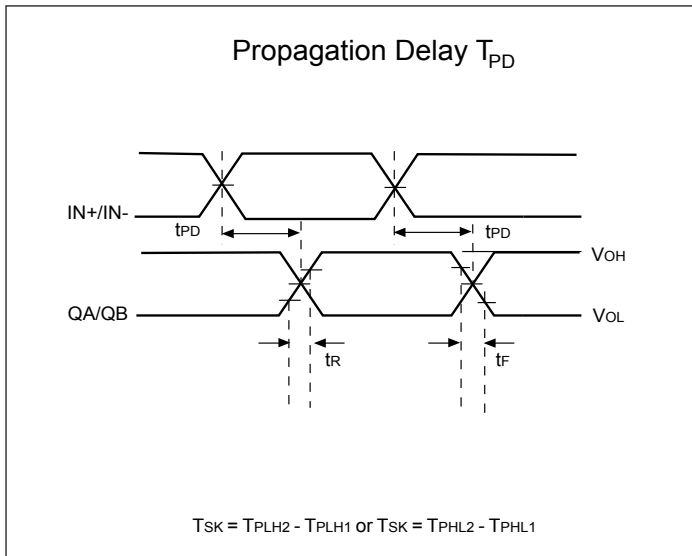 Propagation Delay TPD
IN+/IN-
tPD
tPD
VOH
QA/QB
VOL
tR
tF
TSK = TPLH2 - TPLH1 or TSK = TPHL2 - TPHL1